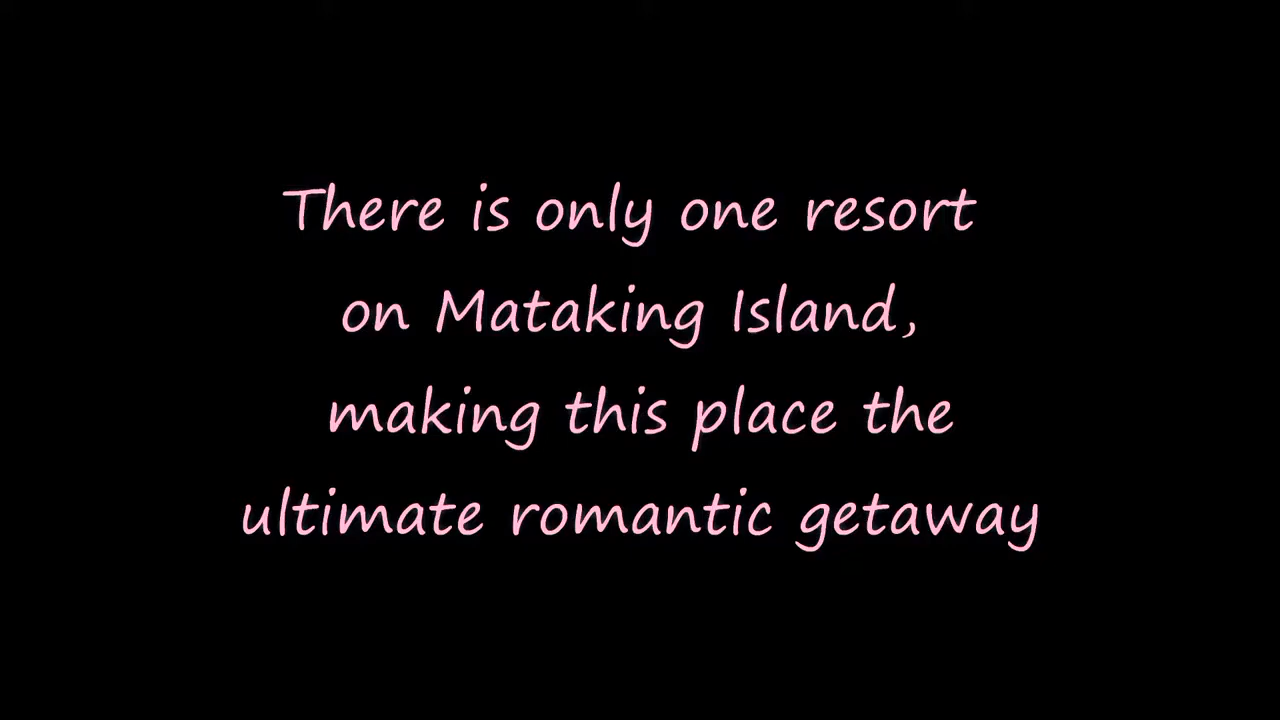 There is only one resort
on Mataking Island,
making this place the
ultimate romantic getaway